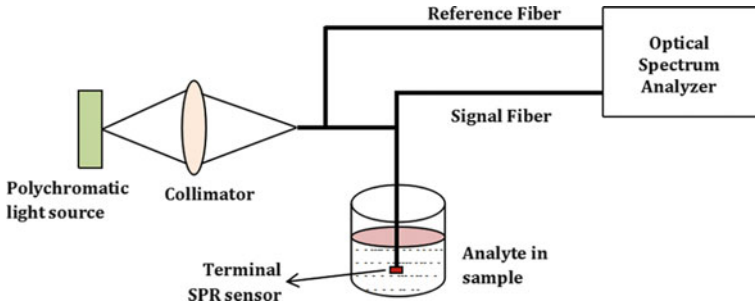 Reference Fiber
Optical
Spectrum
Analyzer
Signal Fiber
Polychromatic
light source
Collimator
Terminal
SPR sensor
Analyte in
sample